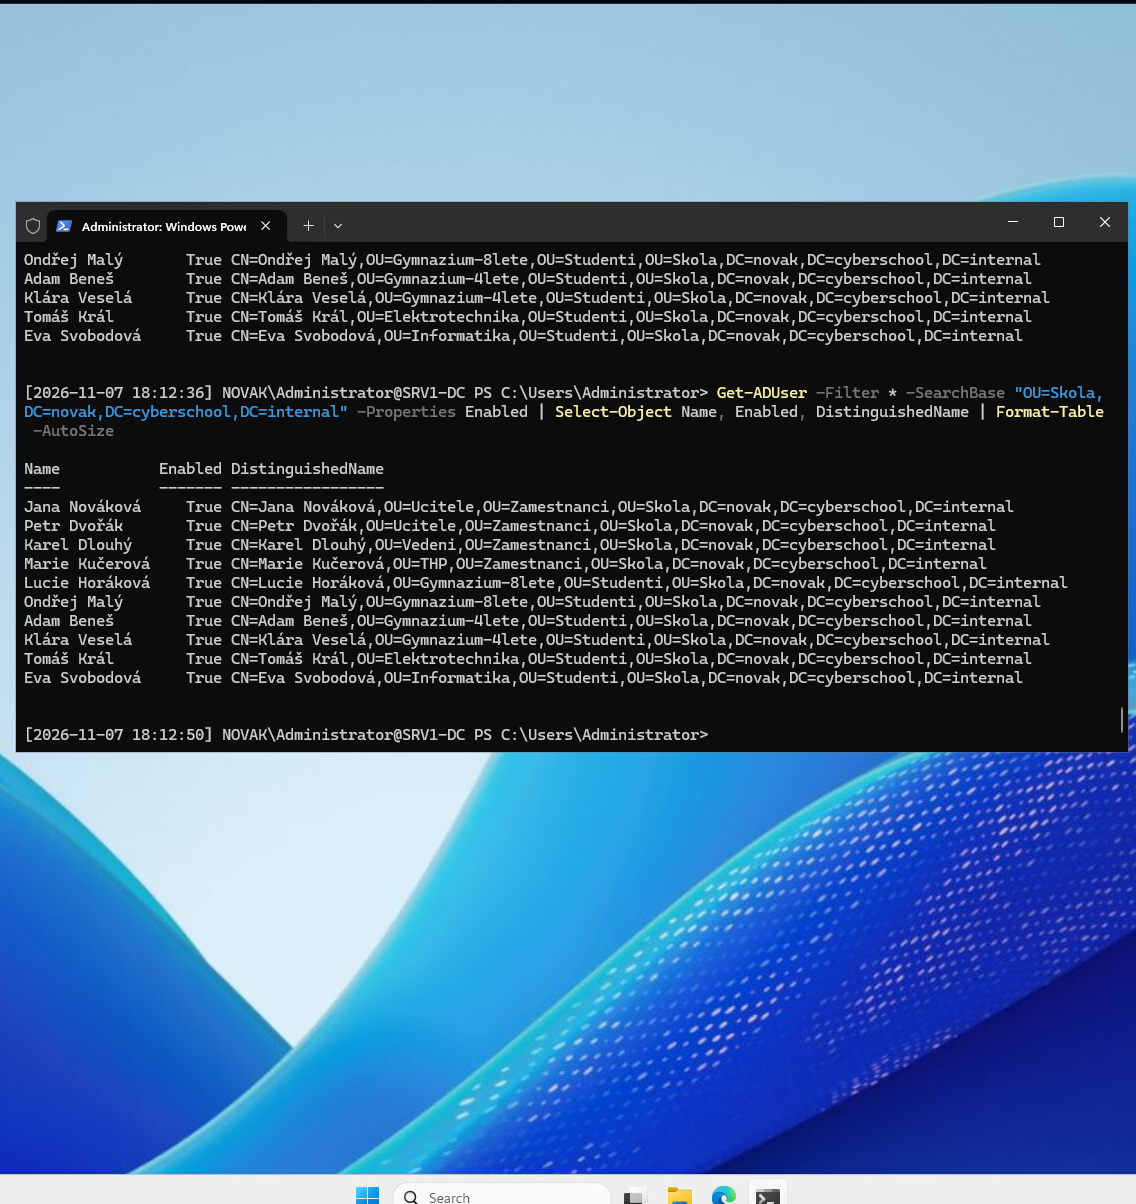 Administrator: Windows Powe
Ondřej Malý       True CN=Ondřej Malý,OU=Gymnazium-8lete,OU=Studenti,OU=Skola,DC=novak,DC=cyberschool,DC=internal
Adam Beneš        True CN=Adam Beneš,OU=Gymnazium-4lete,OU=Studenti,OU=Skola,DC=novak,DC=cyberschool,DC=internal
Klára Veselá      True CN=Klára Veselá,OU=Gymnazium-4lete,OU=Studenti,OU=Skola,DC=novak,DC=cyberschool,DC=internal
Tomáš Král        True CN=Tomáš Král,OU=Elektrotechnika,OU=Studenti,OU=Skola,DC=novak,DC=cyberschool,DC=internal
Eva Svobodová     True CN=Eva Svobodová,OU=Informatika,OU=Studenti,OU=Skola,DC=novak,DC=cyberschool,DC=internal
[2026-11-07 18:12:36] NOVAK\Administrator@SRV1-DC PS C:\Users\Administrator> Get-ADUser -Filter * -SearchBase "OU=Skola,
DC=novak,DC=cyberschool,DC=internal" -Properties Enabled | Select-Object Name, Enabled, DistinguishedName | Format-Table
-AutoSize
Name           Enabled DistinguishedName
----           ------- -----------------
Jana Nováková     True CN=Jana Nováková,OU=Ucitele,OU=Zamestnanci,OU=Skola,DC=novak,DC=cyberschool,DC=internal
Petr Dvořák       True CN=Petr Dvořák,OU=Ucitele,OU=Zamestnanci,OU=Skola,DC=novak,DC=cyberschool,DC=internal
Karel Dlouhý      True CN=Karel Dlouhý,OU=Vedeni,OU=Zamestnanci,OU=Skola,DC=novak,DC=cyberschool,DC=internal
Marie Kučerová    True CN=Marie Kučerová,OU=THP,OU=Zamestnanci,OU=Skola,DC=novak,DC=cyberschool,DC=internal
Lucie Horáková    True CN=Lucie Horáková,OU=Gymnazium-8lete,OU=Studenti,OU=Skola,DC=novak,DC=cyberschool,DC=internal
Ondřej Malý       True CN=Ondřej Malý,OU=Gymnazium-8lete,OU=Studenti,OU=Skola,DC=novak,DC=cyberschool,DC=internal
Adam Beneš        True CN=Adam Beneš,OU=Gymnazium-4lete,OU=Studenti,OU=Skola,DC=novak,DC=cyberschool,DC=internal
Klára Veselá      True CN=Klára Veselá,OU=Gymnazium-4lete,OU=Studenti,OU=Skola,DC=novak,DC=cyberschool,DC=internal
Tomáš Král        True CN=Tomáš Král,OU=Elektrotechnika,OU=Studenti,OU=Skola,DC=novak,DC=cyberschool,DC=internal
Eva Svobodová     True CN=Eva Svobodová,OU=Informatika,OU=Studenti,OU=Skola,DC=novak,DC=cyberschool,DC=internal
[2026-11-07 18:12:50] NOVAK\Administrator@SRV1-DC PS C:\Users\Administrator>
Search